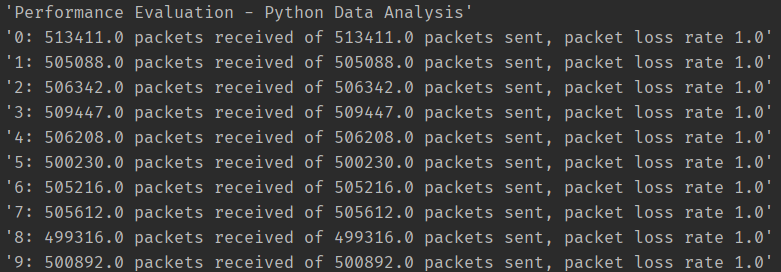 'Performance Evaluation - Python Data Analysis'
'0: 513411.0 packets received of 513411.0 packets sent, packet loss rate 1.0'
'1: 505088.0 packets received of 505088.0 packets sent, packet loss rate 1.0'
'2: 506342.0 packets received of 506342.0 packets sent, packet loss rate 1.0'
'3: 509447.0 packets received of 509447.0 packets sent, packet loss rate 1.0'
'4: 506208.0 packets received of 506208.0 packets sent, packet loss rate 1.0'
'5: 500230.0 packets received of 500230.0 packets sent, packet loss rate 1.0'
'6: 505216.0 packets received of 505216.0 packets sent, packet loss rate 1.0'
'7: 505612.0 packets received of 505612.0 packets sent, packet loss rate 1.0'
'8: 499316.0 packets received of 499316.0 packets sent, packet loss rate 1.0'
'9: 500892.0 packets received of 500892.0 packets sent, packet loss rate 1.0'